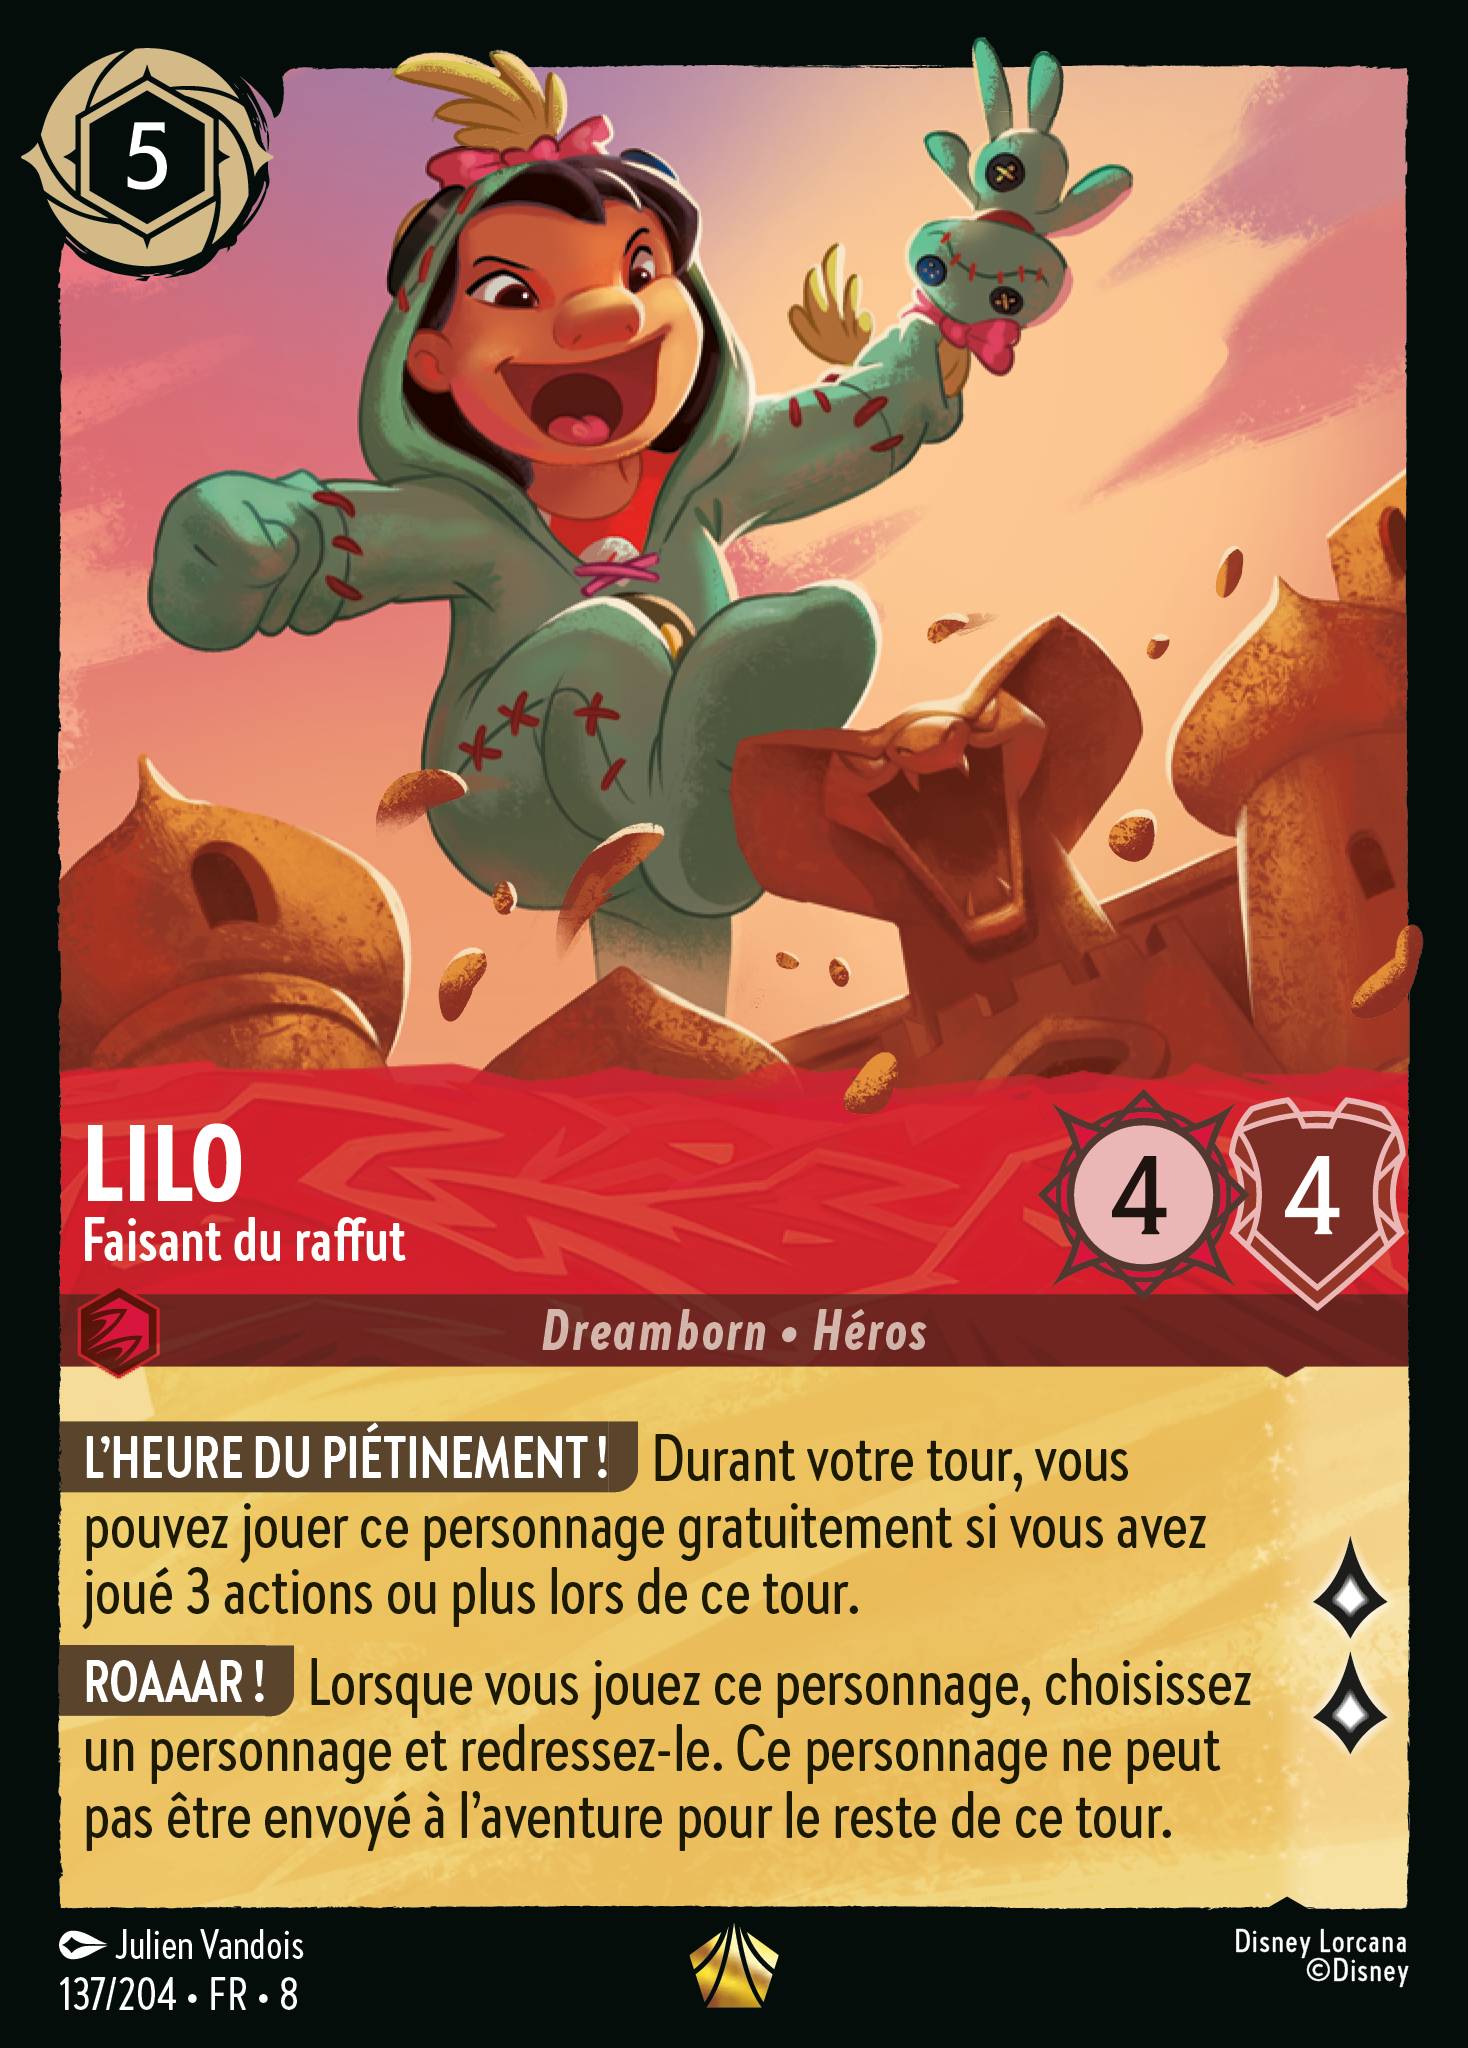 5
LILO
Faisant du raffut
4 4
Dreamborn • Héros
L’HEURE DU PIÉTINEMENT ! Durant votre tour, vous
pouvez jouer ce personnage gratuitement si vous avez
joué 3 actions ou plus lors de ce tour.
ROAAAR ! Lorsque vous jouez ce personnage, choisissez
un personnage et redressez-le. Ce personnage ne peut
pas être envoyé à l’aventure pour le reste de ce tour.
Julien Vandois
137/204 • FR • 8
Disney Lorcana
©Disney